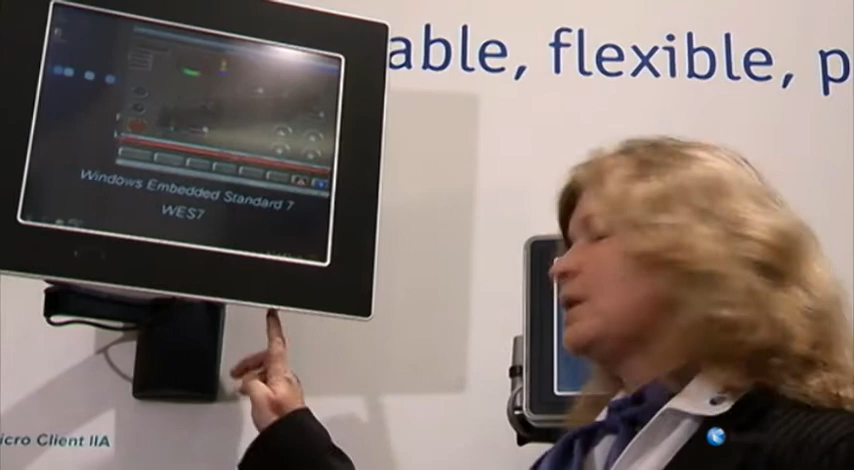 able, flexible, p
Windows Embedded Standard 7
WES7
icro Client IIA